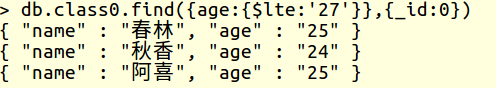 > db.class0.find({age:{$lte:'27'}},{_id:0})
{ "name" : "春林", "age" : "25" }
{ "name" : "秋香", "age" : "24" }
{ "name" : "阿喜", "age" : "25" }